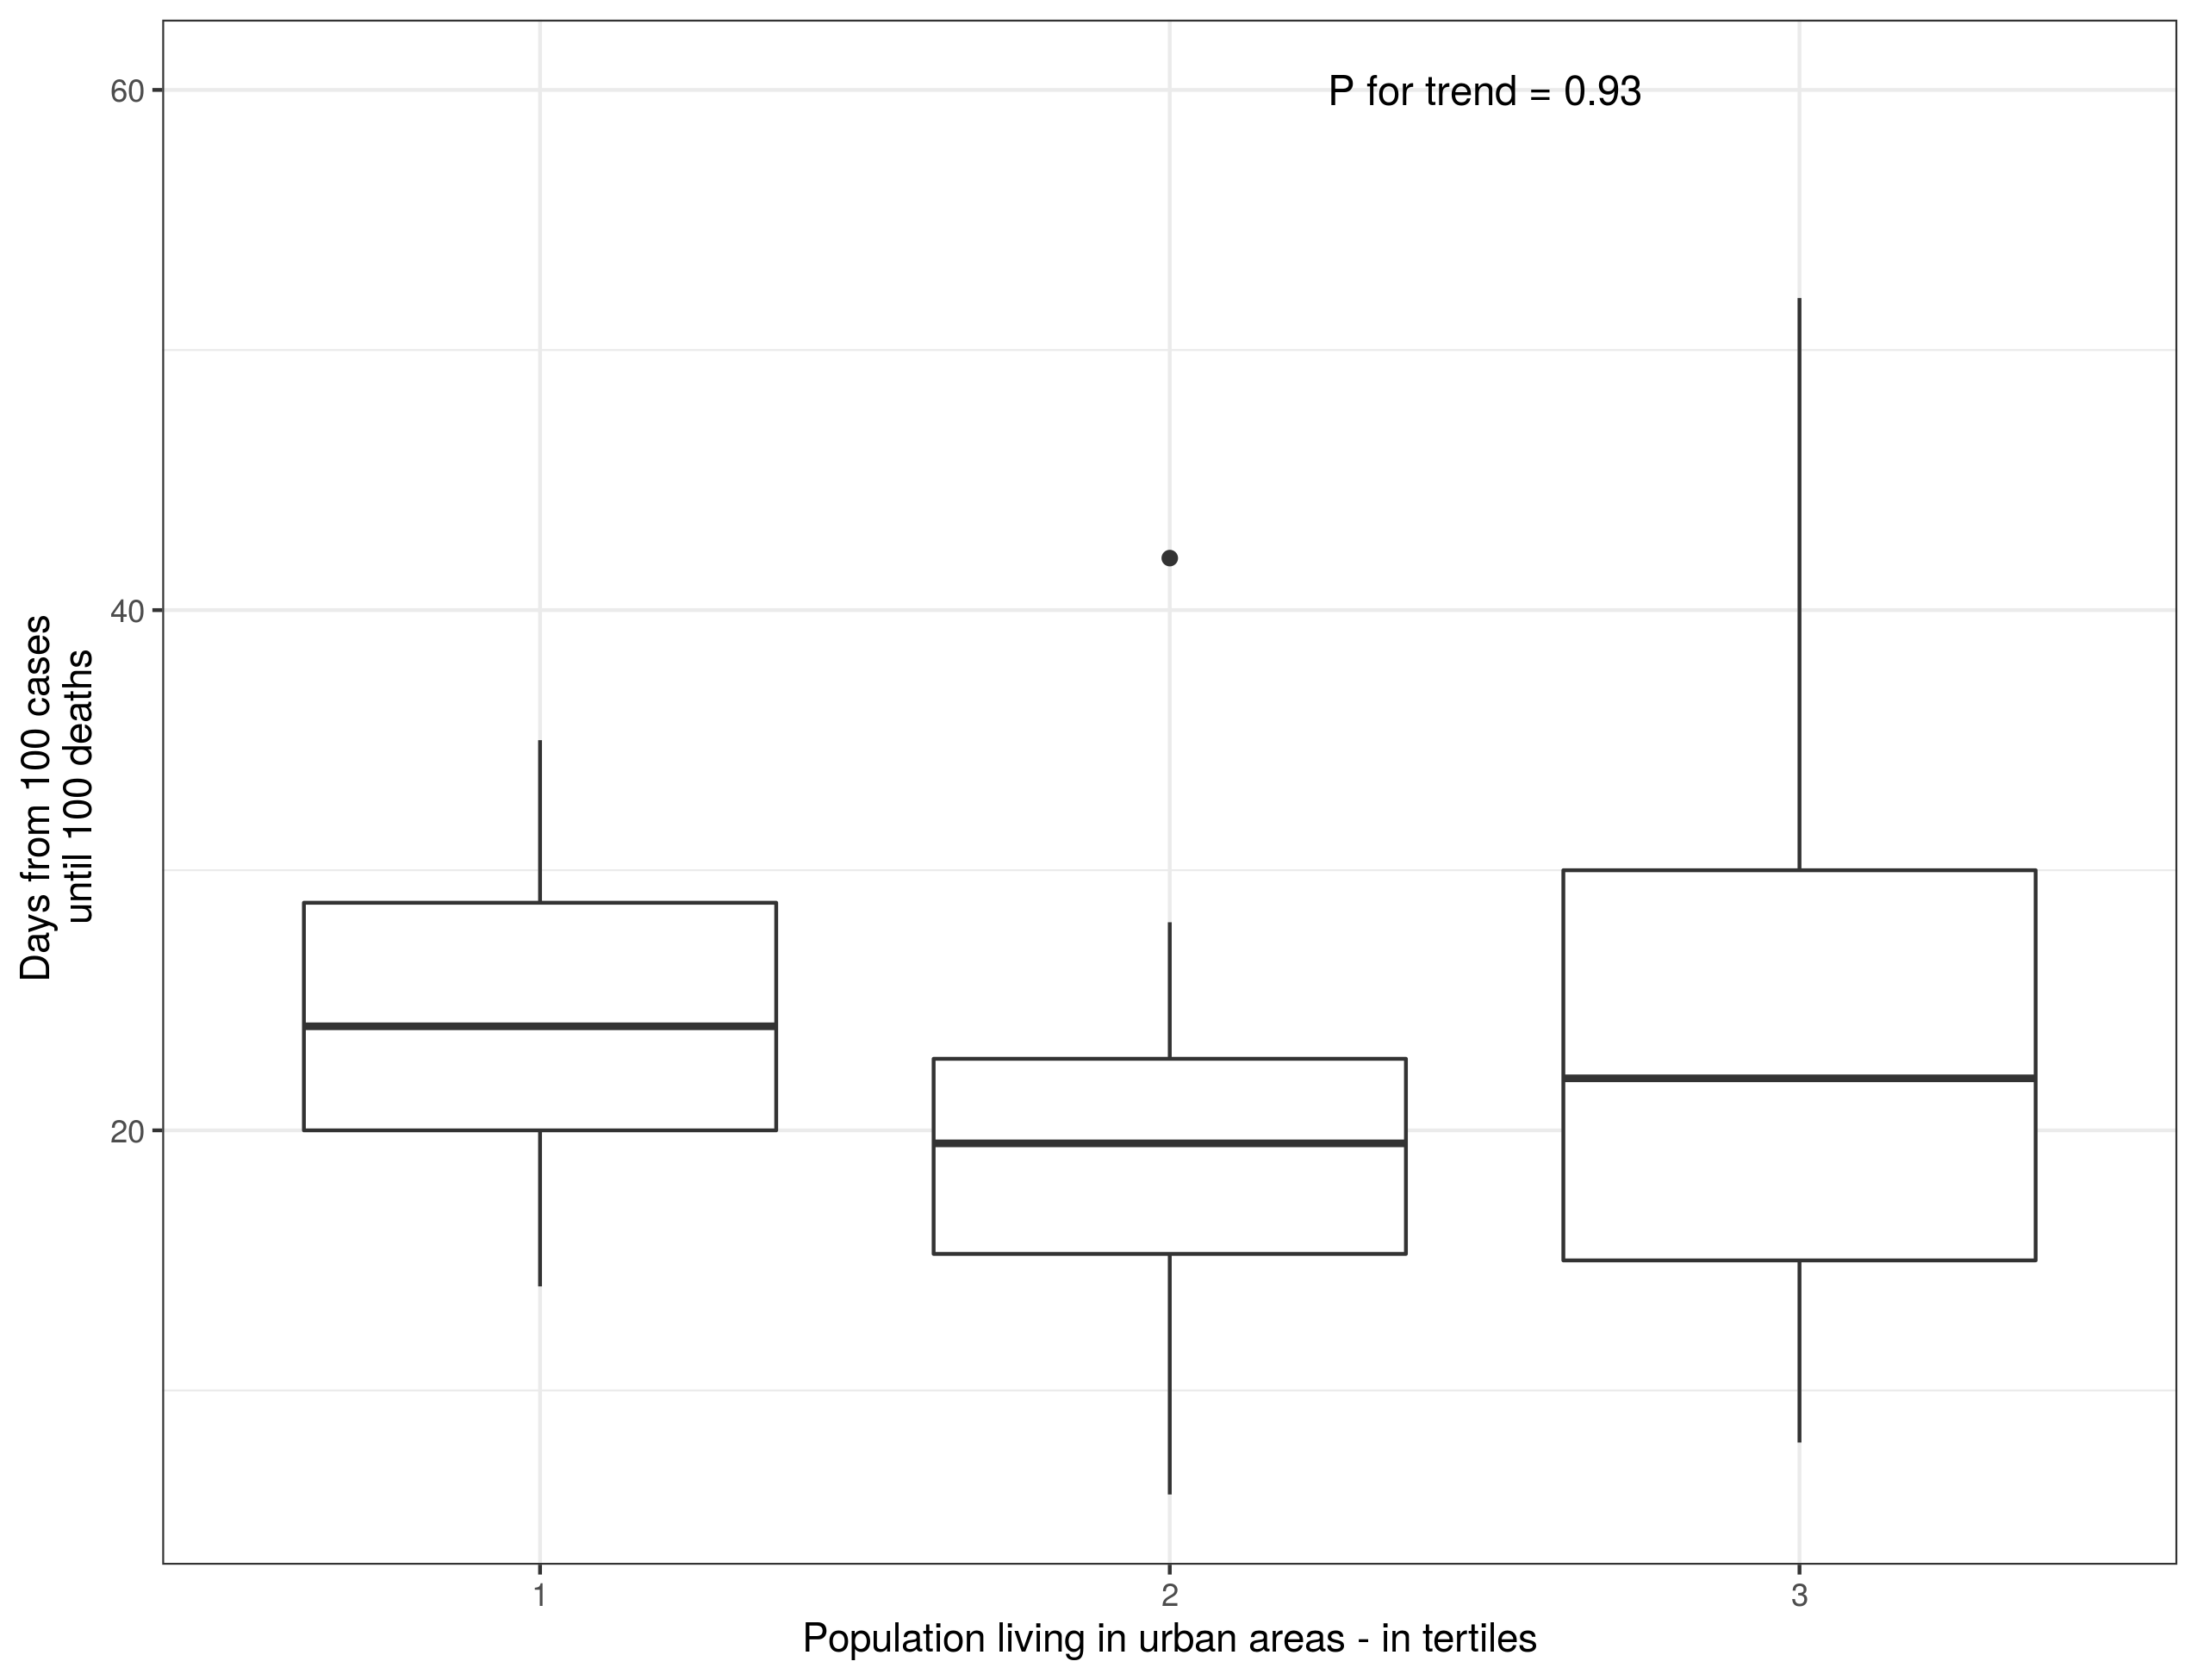 P for trend = 0.93
60
40
20
Days from 100 cases
until 100 deaths
1
2
3
Population living in urban areas - in tertiles